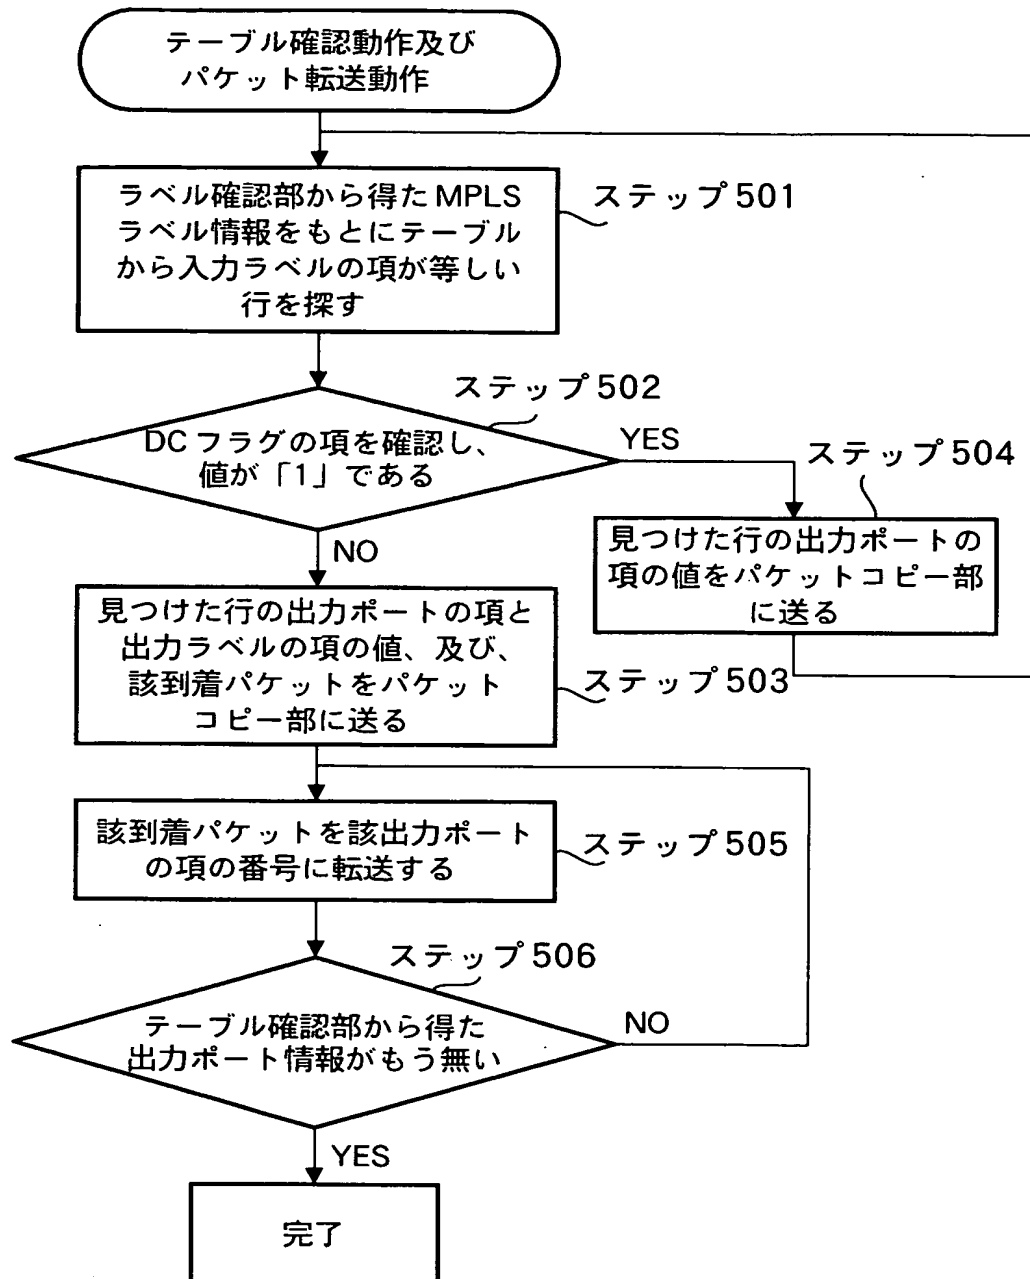 テーブル確認動作及び
パケット転送動作
ラベル確認部から得たMPLS
ラベル情報をもとにテーブル
から入力ラベルの項が等しい
行を探す
ステップ501
ステップ502
DCフラグの項を確認し、
値が「1」である
YES
ステップ504
見つけた行の出力ポートの
項の値をパケットコピー部
に送る
NO
見つけた行の出力ポートの項と
出力ラベルの項の値、及び、
該到着パケットをパケット
コピー部に送る
ステップ503
該到着パケットを該出力ポート
の項の番号に転送する
ステップ505
ステップ506
テーブル確認部から得た
出力ポート情報がもう無い
NO
YES
完了